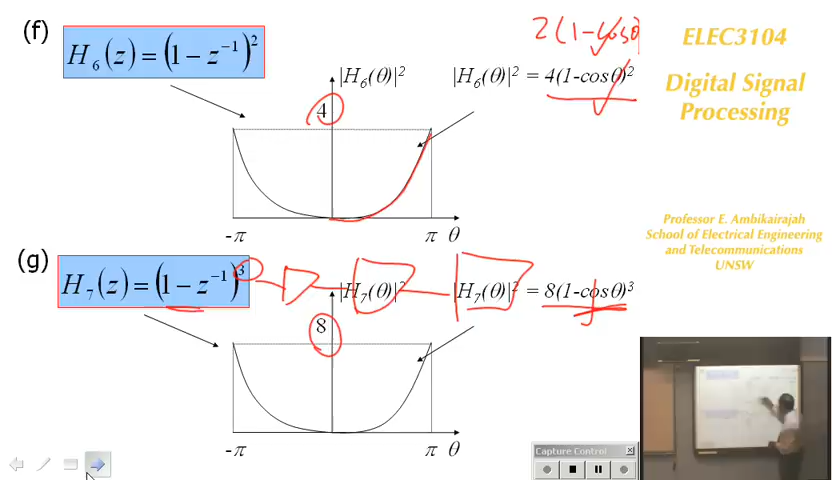 (f)
H₆(z) = (1 − z⁻¹)²
|H₆(θ)|²
|H₆(θ)|² = 4(1-cosθ)²
2(1-cosθ)
4
-π
π θ
(g)
H₇(z) = (1 − z⁻¹)³
|H₇(θ)|²
|H₇(θ)|² = 8(1-cosθ)³
8
-π
π θ
ELEC3104
Digital Signal
Processing
Professor E. Ambikairajah
School of Electrical Engineering
and Telecommunications
UNSW
Capture Control